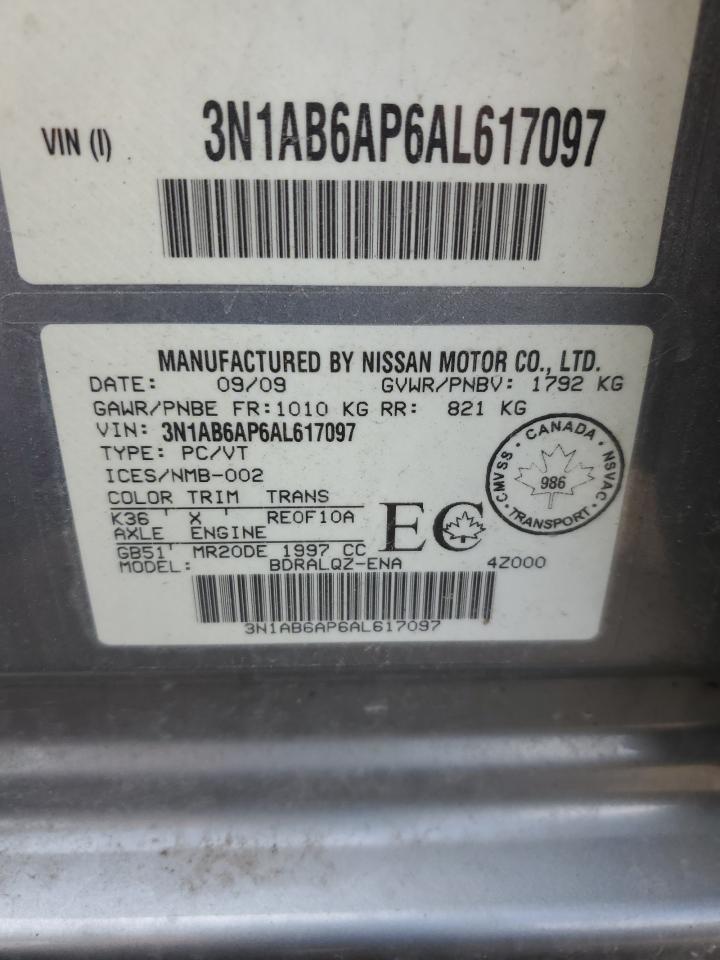 VIN (I) 3N1AB6AP6AL617097
MANUFACTURED BY NISSAN MOTOR CO., LTD.
DATE: 09/09 GVWR/PNBV: 1792 KG
GAWR/PNBE FR:1010 KG RR: 821 KG
VIN: 3N1AB6AP6AL617097
TYPE: PC/VT
ICES/NMB-002
COLOR TRIM TRANS
K36 ' X ' RE0F10A
AXLE ENGINE
GB51' MR20DE 1997 CC
MODEL: BDRALQZ-ENA 4Z000
3N1AB6AP6AL617097
EC
CMVSS · CANADA · NSVAC · TRANSPORT ·
986